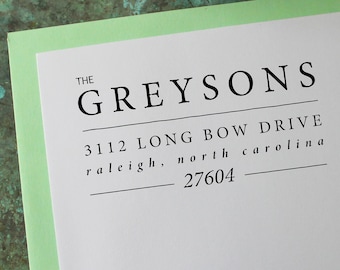 THE
GREYSONS
3112 LONG BOW DRIVE
raleigh, north carolina
27604